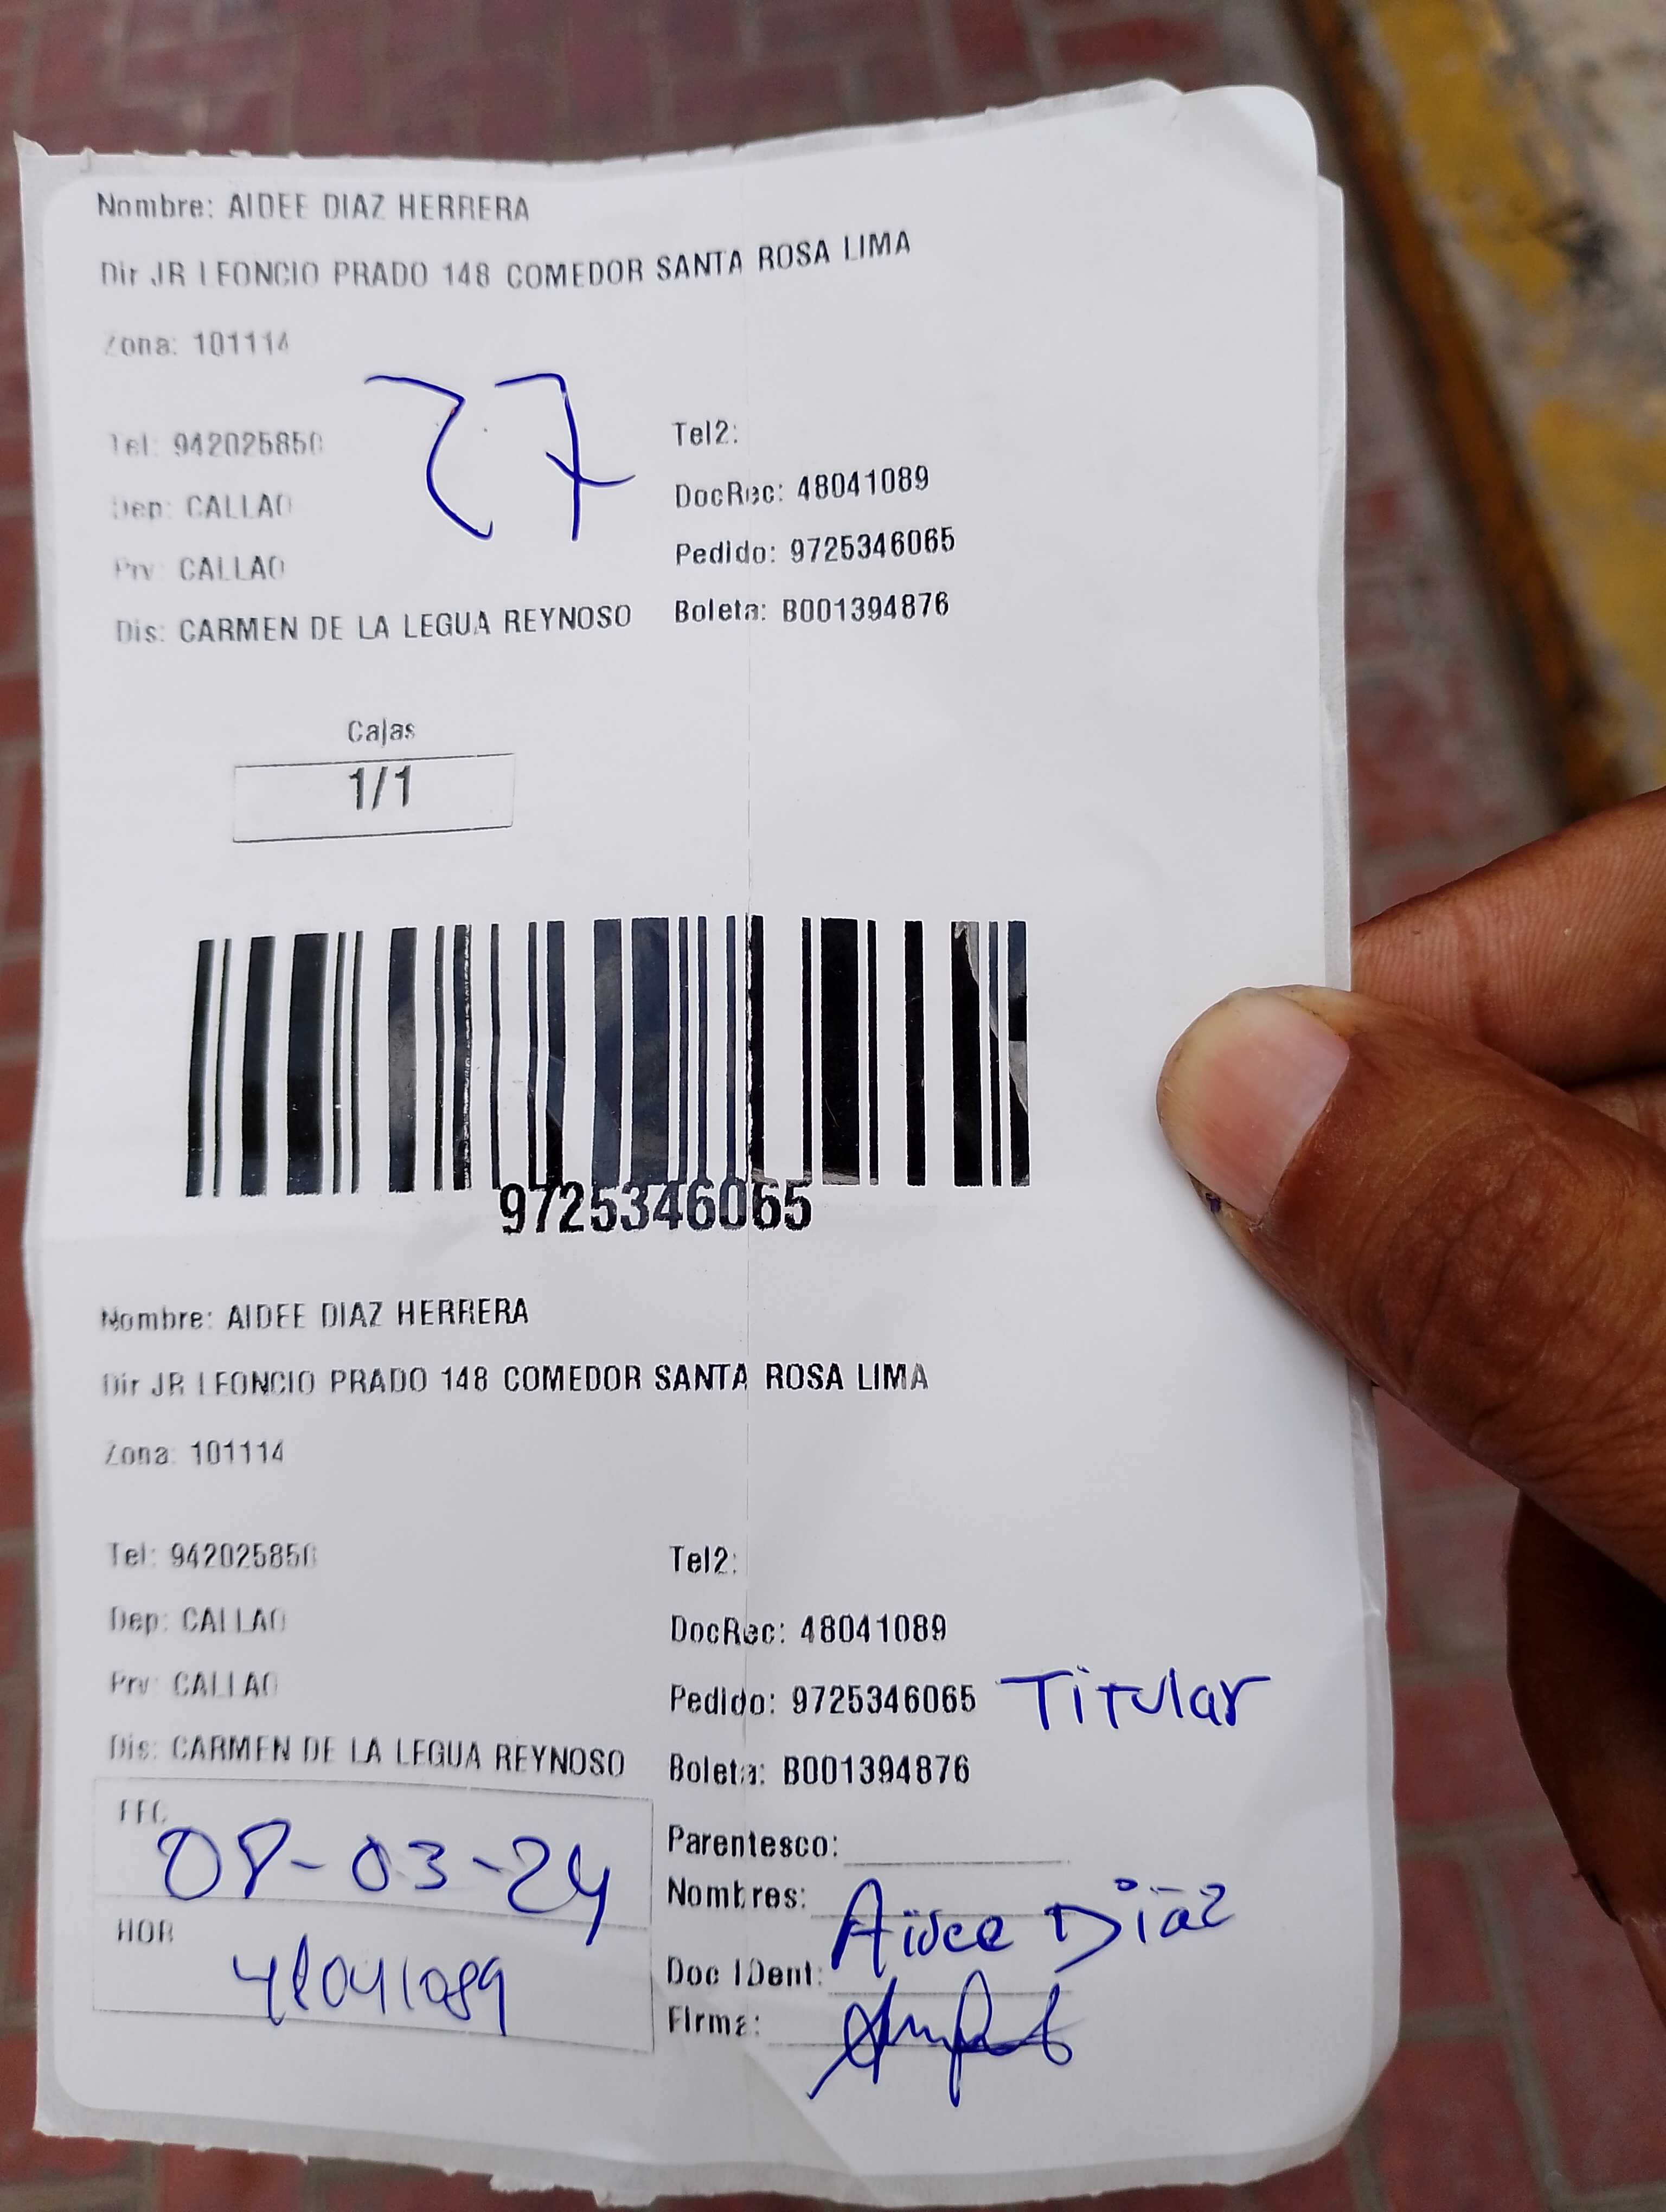 Nombre: AIDEE DIAZ HERRERA
Dir JR LEONCIO PRADO 148 COMEDOR SANTA ROSA LIMA
Zona: 101114
27
Tel: 942025850
Tel2:
DocRec: 48041089
Dep: CALLAO
Pedido: 9725346065
Prv: CALLAO
Boleta: B001394876
Dis: CARMEN DE LA LEGUA REYNOSO
Cajas
1/1
9725346065
Nombre: AIDEE DIAZ HERRERA
Dir JR LEONCIO PRADO 148 COMEDOR SANTA ROSA LIMA
Zona: 101114
Tel: 942025850
Tel2:
Dep: CALLAO
DocRec: 48041089
Prv: CALLAO
Pedido: 9725346065 Titular
Dis: CARMEN DE LA LEGUA REYNOSO
Boleta: B001394876
FEC
08-03-24
Parentesco:
Nombres: Aidee Diaz
HOR
48041089
Doc IDent:
Firma: